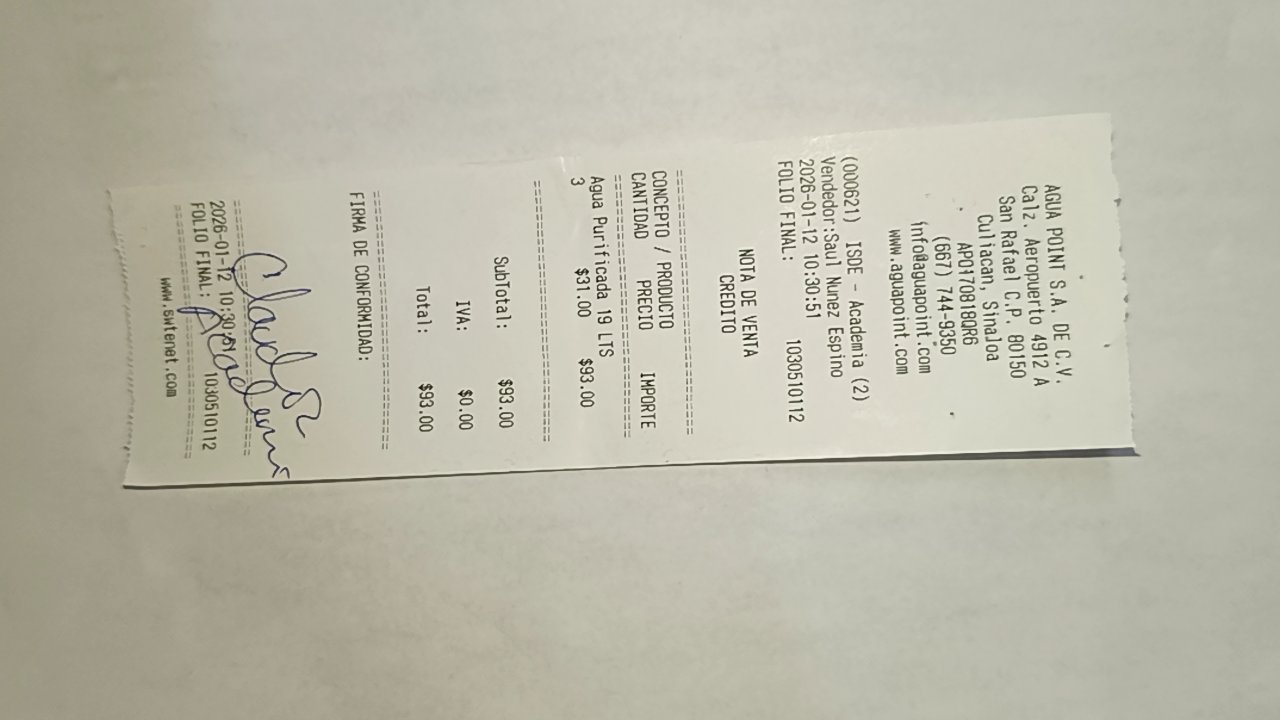 AGUA POINT S.A. DE C.V.
Calz. Aeropuerto 4912 A
San Rafael C.P. 80150
Culiacan, Sinaloa
APO170818QR6
(667) 744-9350
info@aguapoint.com
www.aguapoint.com
(000621) ISDE - Academia (2)
Vendedor:Saul Nunez Espino
2026-01-12 10:30:51
FOLIO FINAL: 1030510112
NOTA DE VENTA
CREDITO
==============================
CONCEPTO / PRODUCTO
CANTIDAD PRECIO IMPORTE
==============================
Agua Purificada 19 LTS
3 $31.00 $93.00
==============================
SubTotal: $93.00
IVA: $0.00
Total: $93.00
==============================
FIRMA DE CONFORMIDAD:
Academi
==============================
2026-01-12 10:30:51
FOLIO FINAL: 1030510112
==============================
www.swtenet.com